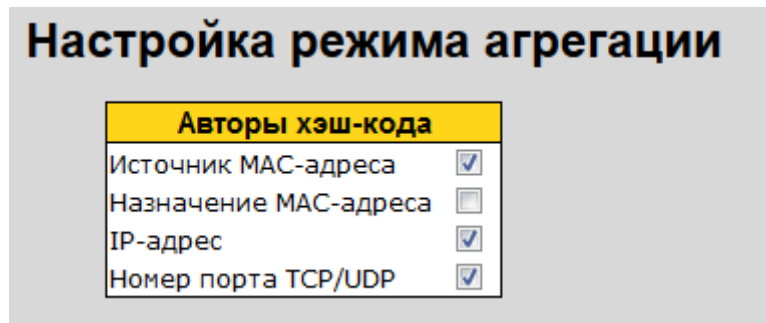 Настройка режима агрегации
Авторы хэш-кода
Источник MAC-адреса
Назначение MAC-адреса
IP-адрес
Номер порта TCP/UDP